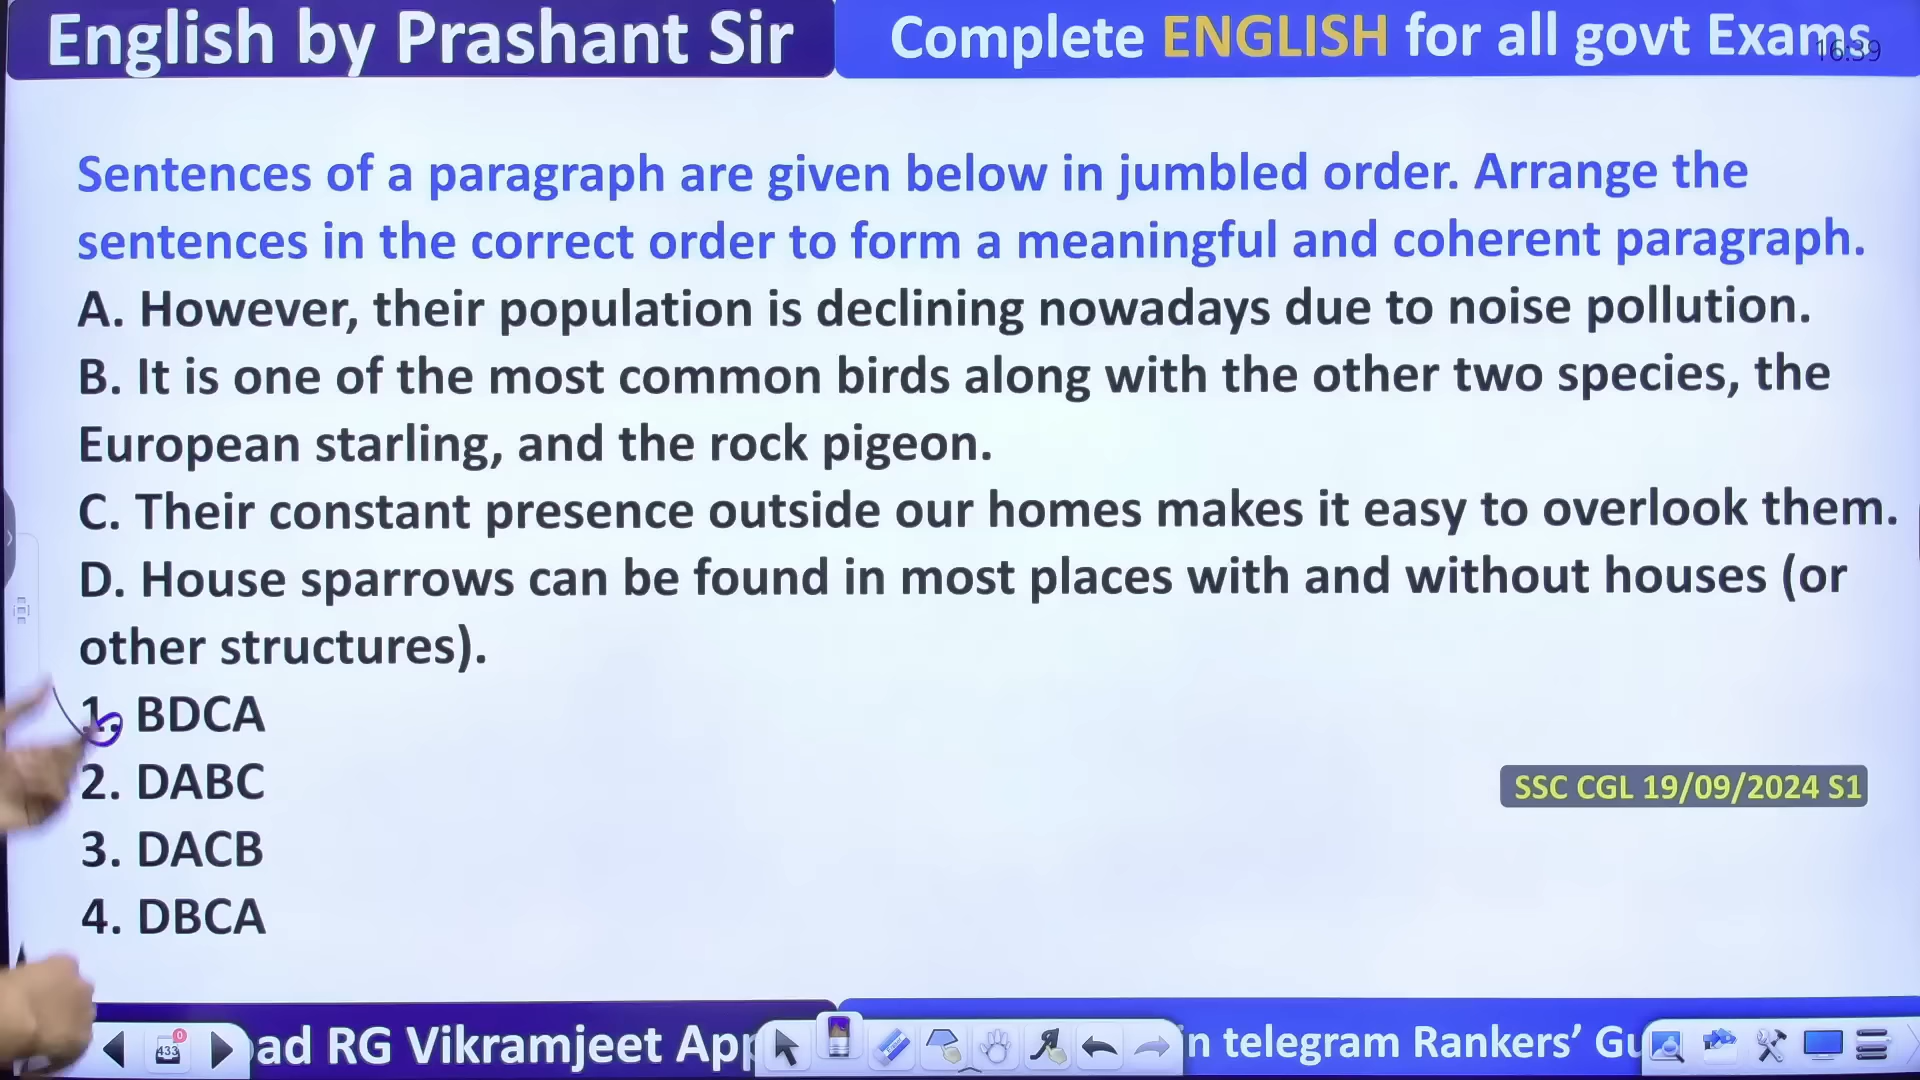 English by Prashant Sir
Complete ENGLISH for all govt Exams
16:39
Sentences of a paragraph are given below in jumbled order. Arrange the
sentences in the correct order to form a meaningful and coherent paragraph.
A. However, their population is declining nowadays due to noise pollution.
B. It is one of the most common birds along with the other two species, the
European starling, and the rock pigeon.
C. Their constant presence outside our homes makes it easy to overlook them.
D. House sparrows can be found in most places with and without houses (or
other structures).
1. BDCA
2. DABC
SSC CGL 19/09/2024 S1
3. DACB
4. DBCA
0
433
ad RG Vikramjeet App
in telegram Rankers’ Gu